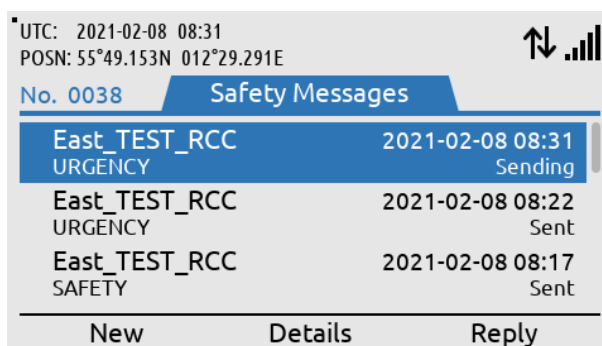 UTC: 2021-02-08 08:31
POSN: 55°49.153N 012°29.291E
No. 0038 Safety Messages
East_TEST_RCC 2021-02-08 08:31
URGENCY Sending
East_TEST_RCC 2021-02-08 08:22
URGENCY Sent
East_TEST_RCC 2021-02-08 08:17
SAFETY Sent
New Details Reply